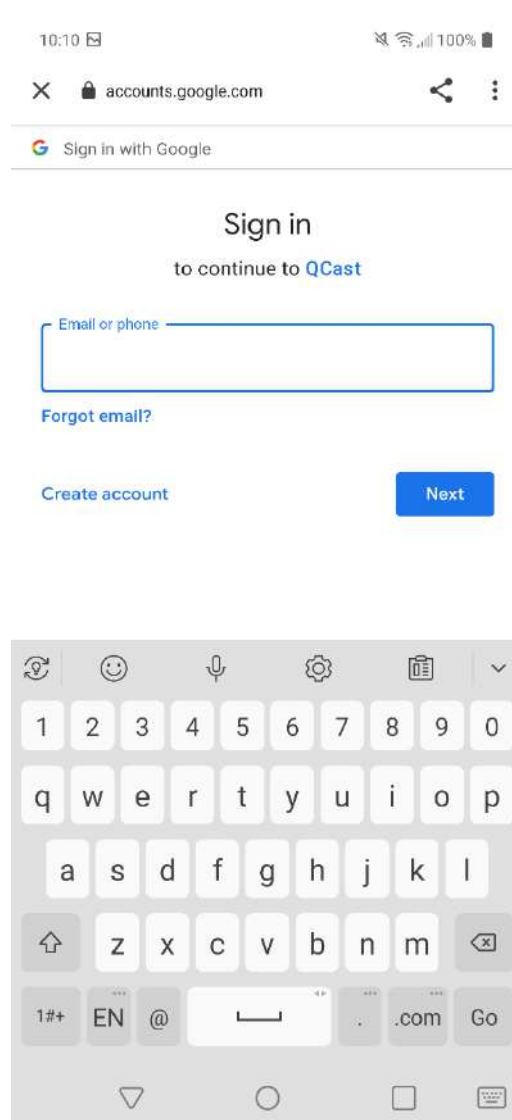 10:10 100%
accounts.google.com
G Sign in with Google
Sign in
to continue to QCast
Email or phone
Forgot email?
Create account Next
1 2 3 4 5 6 7 8 9 0
q w e r t y u i o p
a s d f g h j k l
z x c v b n m
1#+ EN @ . .com Go